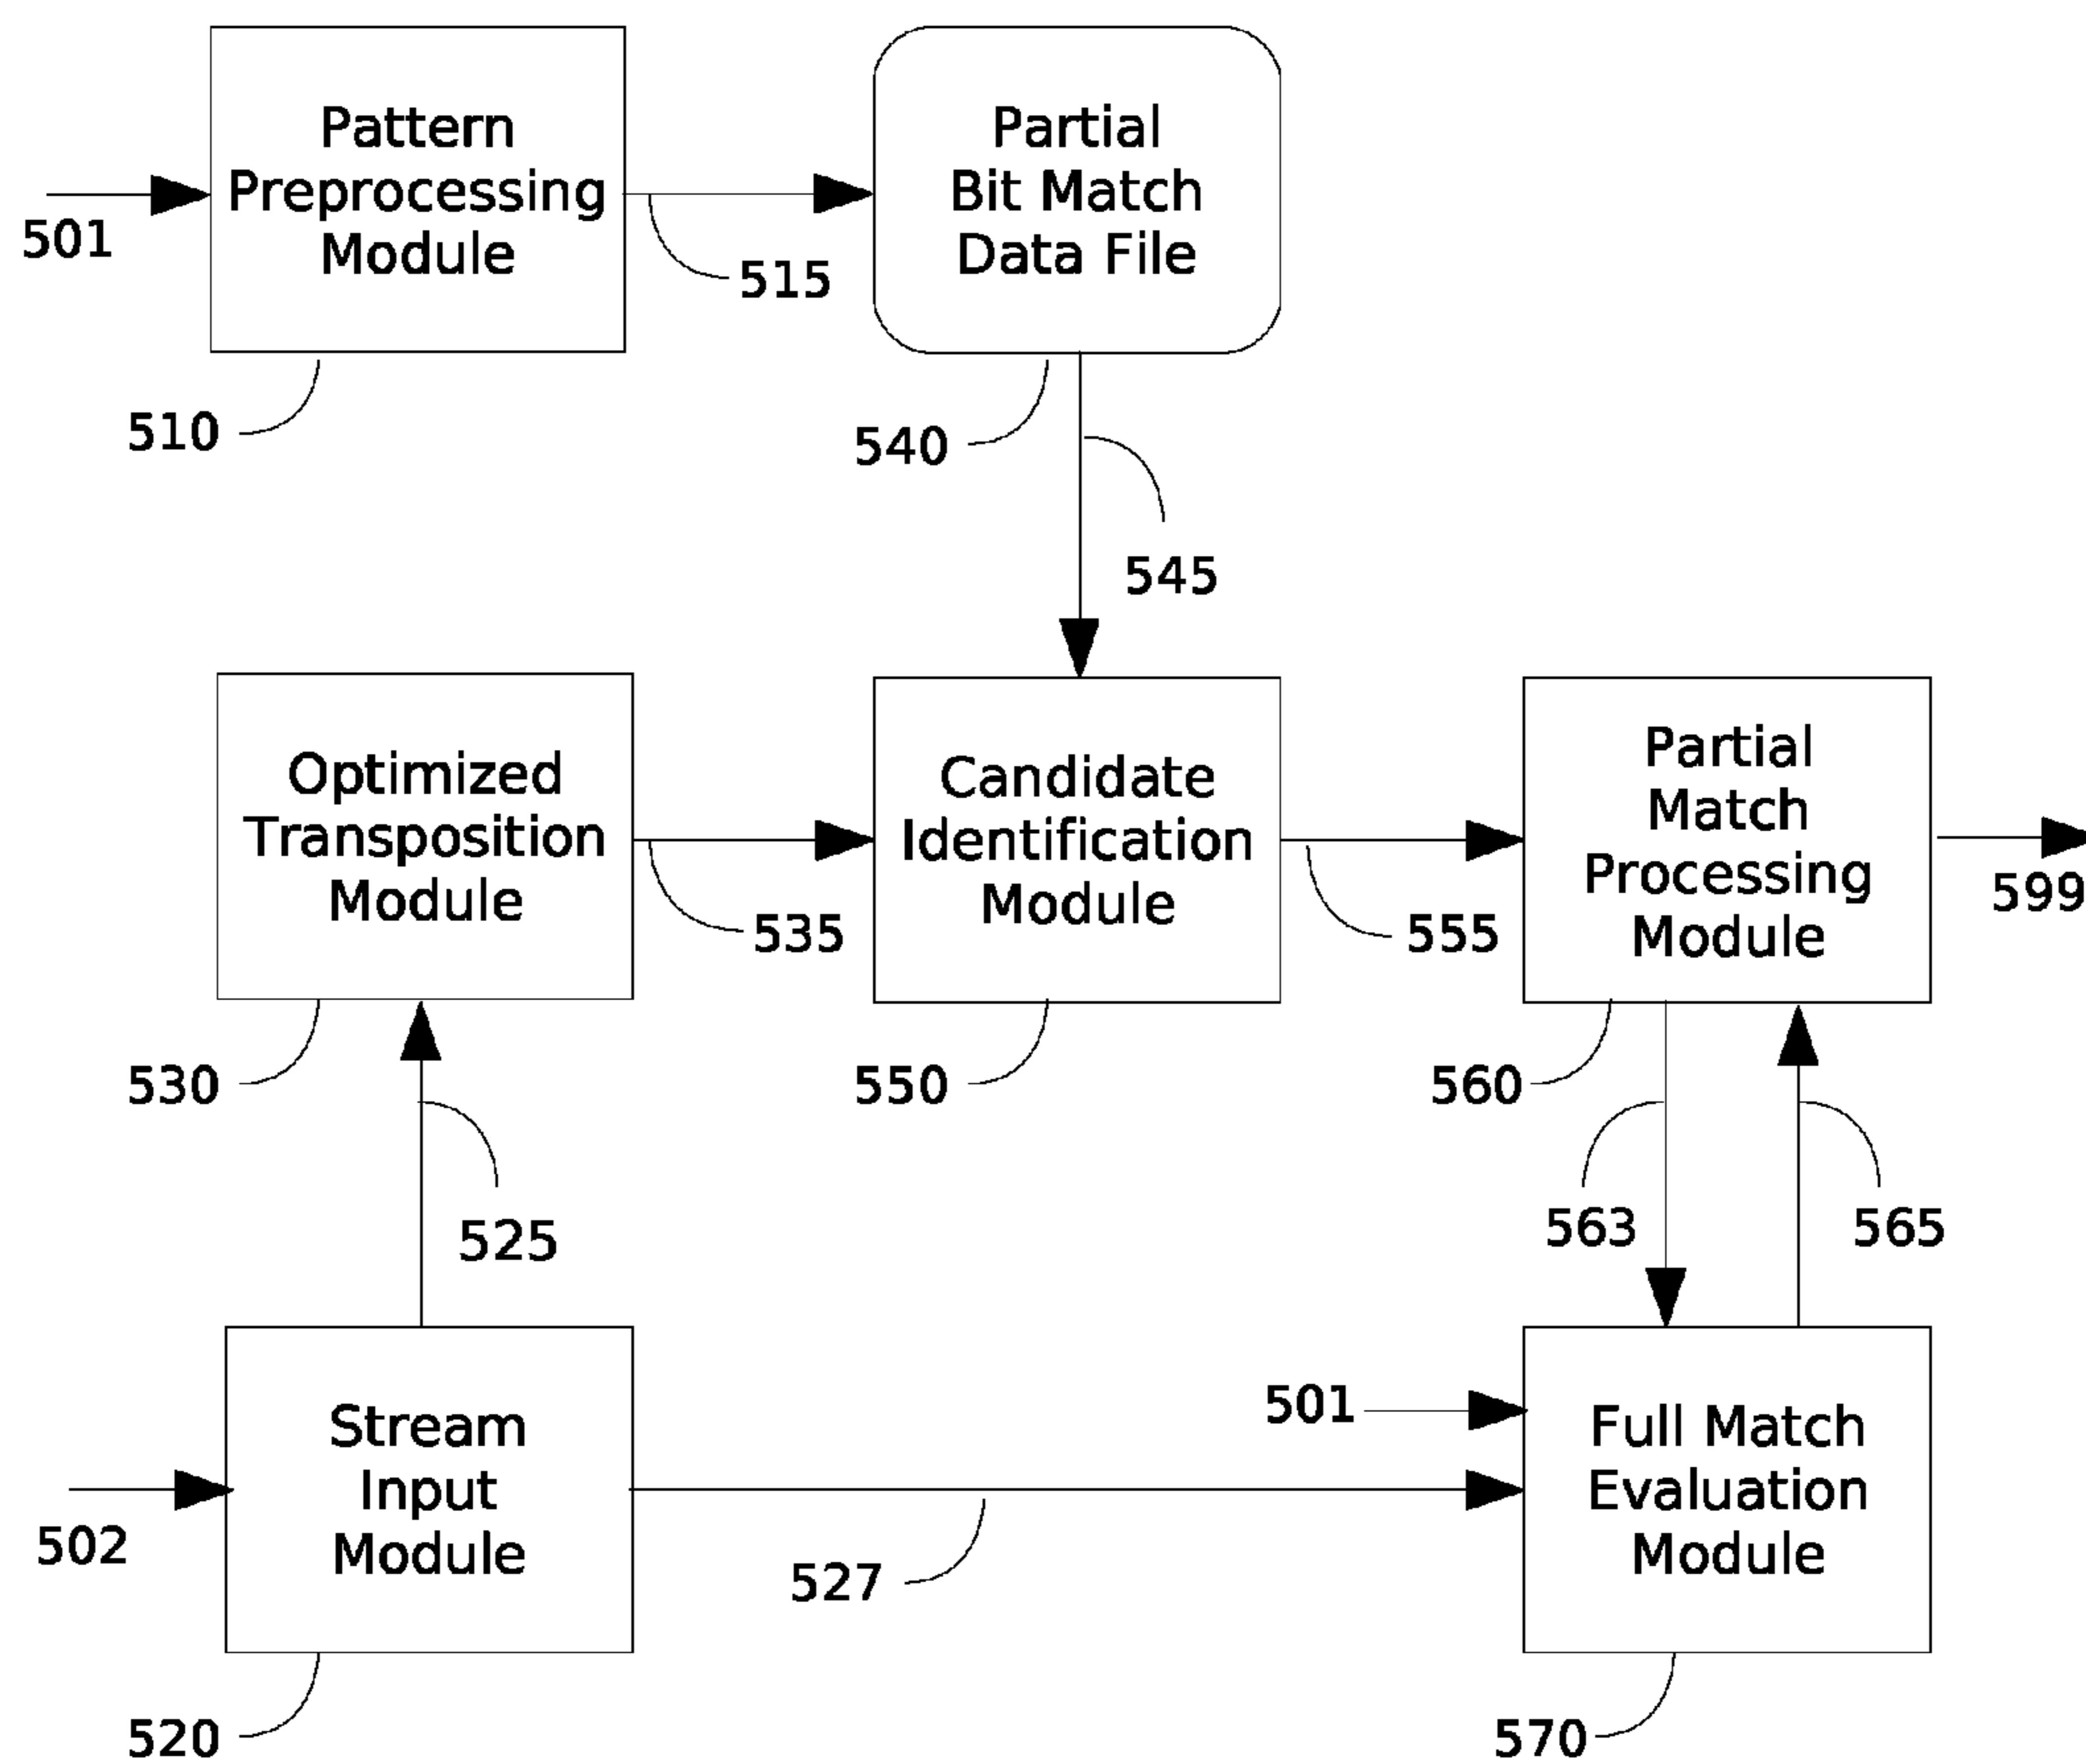 Pattern
Preprocessing
Module
501
515
510
Partial
Bit Match
Data File
540
545
Optimized
Transposition
Module
535
530
525
Candidate
Identification
Module
555
550
Partial
Match
Processing
Module
599
560
563
565
Stream
Input
Module
502
527
520
501
Full Match
Evaluation
Module
570